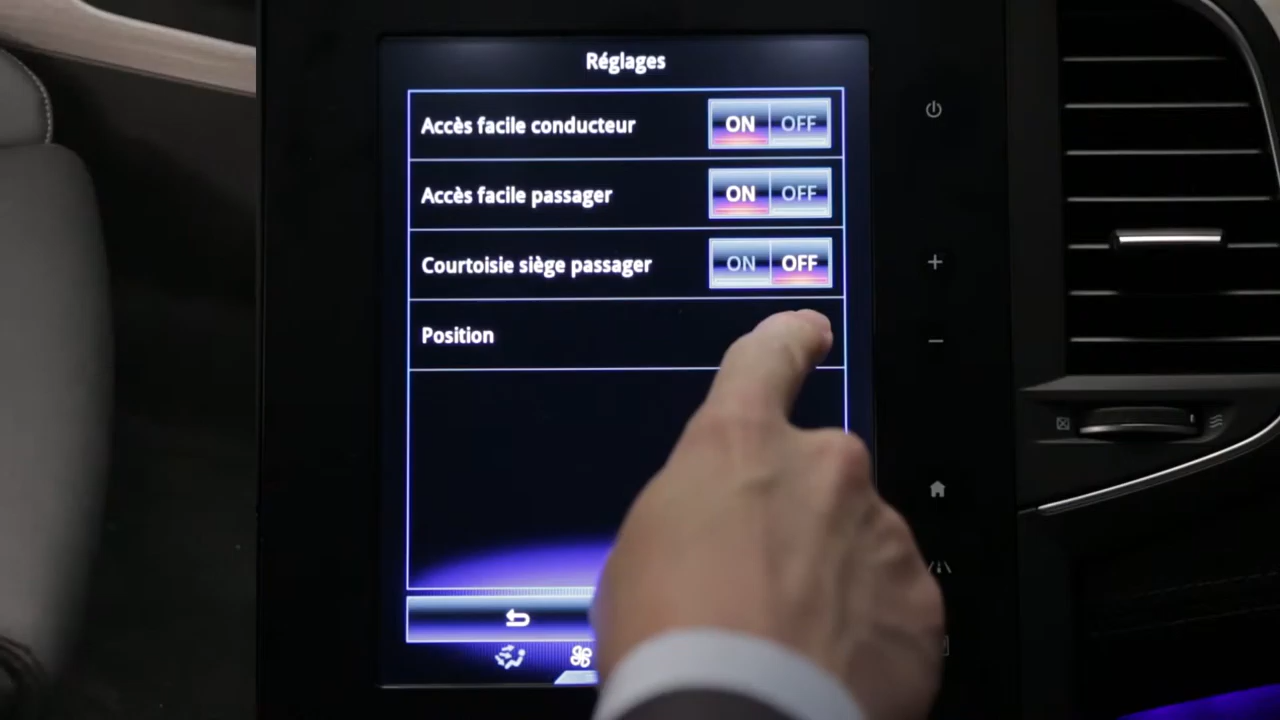 Réglages
Accès facile conducteur ON OFF
Accès facile passager ON OFF
Courtoisie siège passager ON OFF
Position